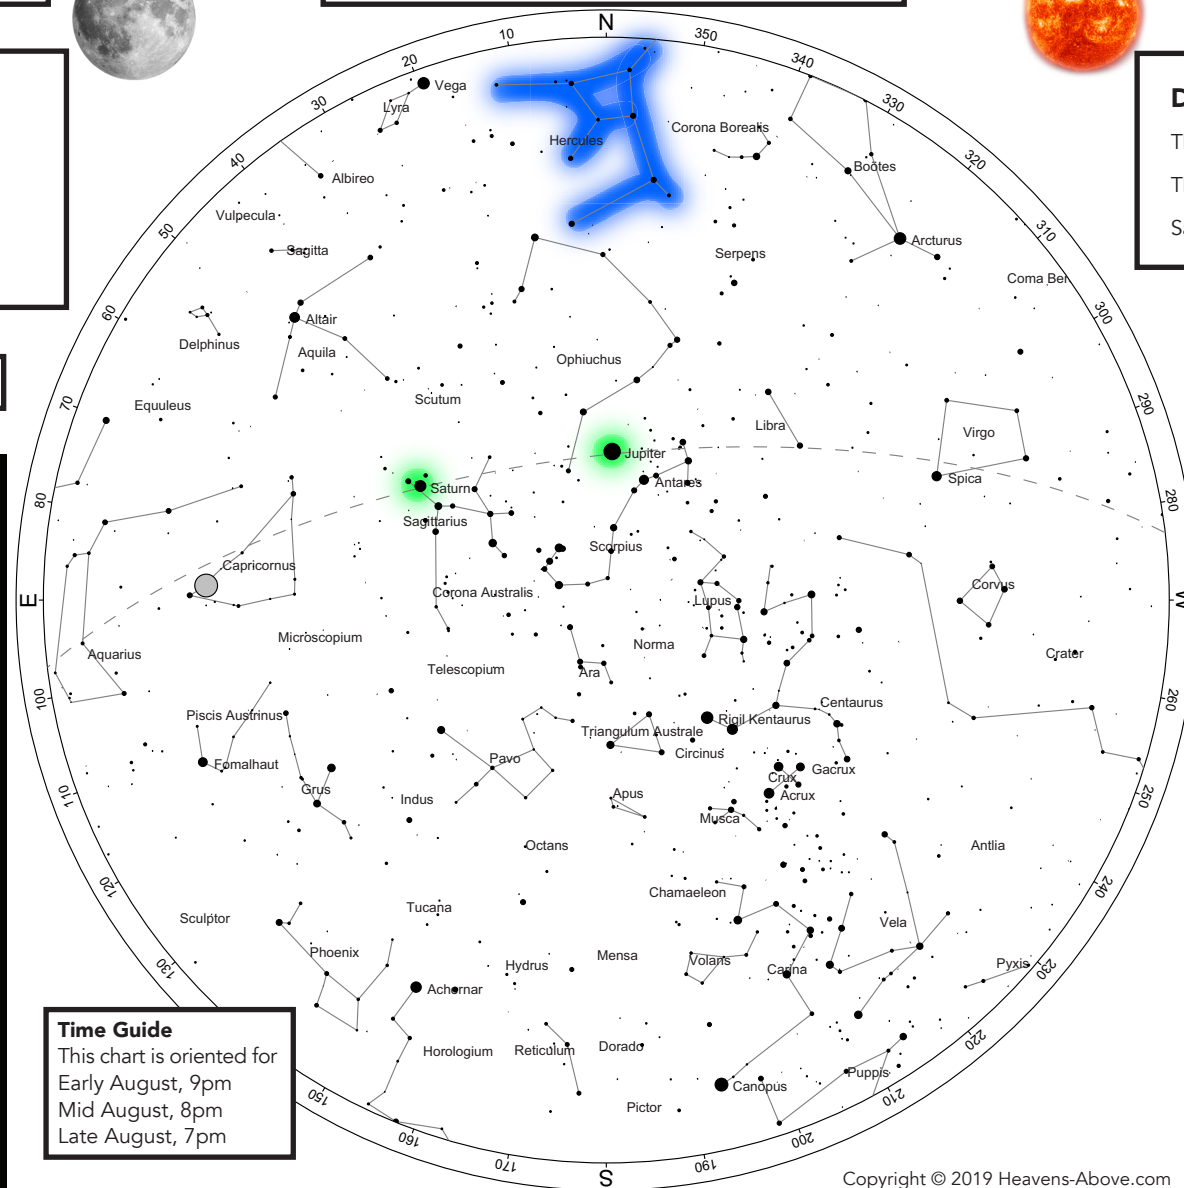 N
10
350
20
340
30
330
40
320
50
310
60
300
70
290
80
280
E
W
100
260
110
250
120
240
130
230
150
220
160
210
170
200
190
S
Vega
Lyra
Hercules
Corona Borealis
Boötes
Albireo
Vulpecula
Sagitta
Arcturus
Serpens
Coma Ber
Altair
Delphinus
Aquila
Ophiuchus
Scutum
Equuleus
Libra
Virgo
Jupiter
Antares
Spica
Saturn
Sagittarius
Scorpius
Capricornus
Corona Australis
Lupus
Corvus
Microscopium
Norma
Aquarius
Telescopium
Ara
Crater
Piscis Austrinus
Centaurus
Rigil Kentaurus
Triangulum Australe
Circinus
Pavo
Fomalhaut
Crux
Gacrux
Grus
Indus
Apus
Acrux
Musca
Octans
Antlia
Chamaeleon
Sculptor
Tucana
Vela
Phoenix
Hydrus
Mensa
Volans
Carina
Pyxis
Achernar
Horologium
Reticulum
Dorado
Puppis
Canopus
Pictor
D
T
T
S
Time Guide
This chart is oriented for
Early August, 9pm
Mid August, 8pm
Late August, 7pm
Copyright © 2019 Heavens-Above.com